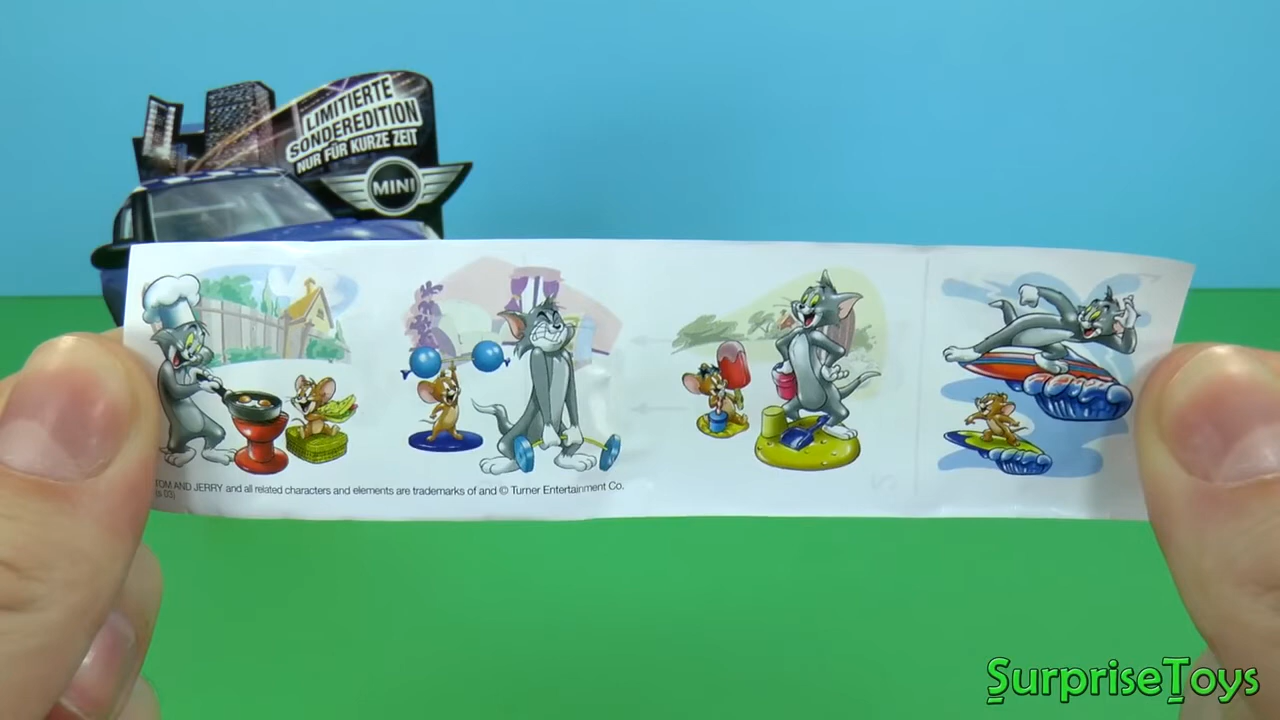 LIMITIERTE
SONDEREDITION
NUR FÜR KURZE ZEIT
MINI
TOM AND JERRY and all related characters and elements are trademarks of and © Turner Entertainment Co.
(s 03)
SurpriseToys